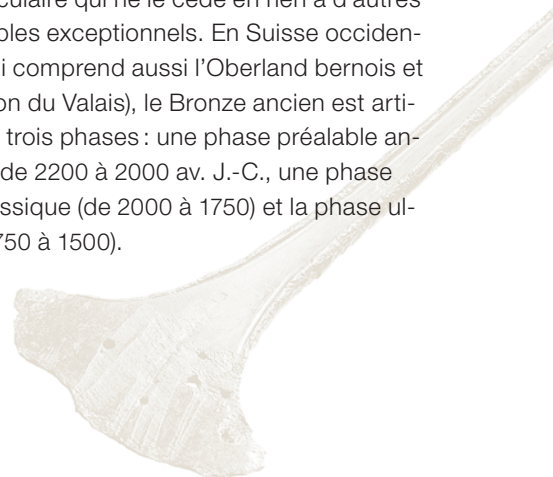 culaire qui ne le cède en rien à d'autres
bles exceptionnels. En Suisse occiden-
i comprend aussi l'Oberland bernois et
on du Valais), le Bronze ancien est arti-
trois phases : une phase préalable an-
de 2200 à 2000 av. J.-C., une phase
ssique (de 2000 à 1750) et la phase ul-
750 à 1500).